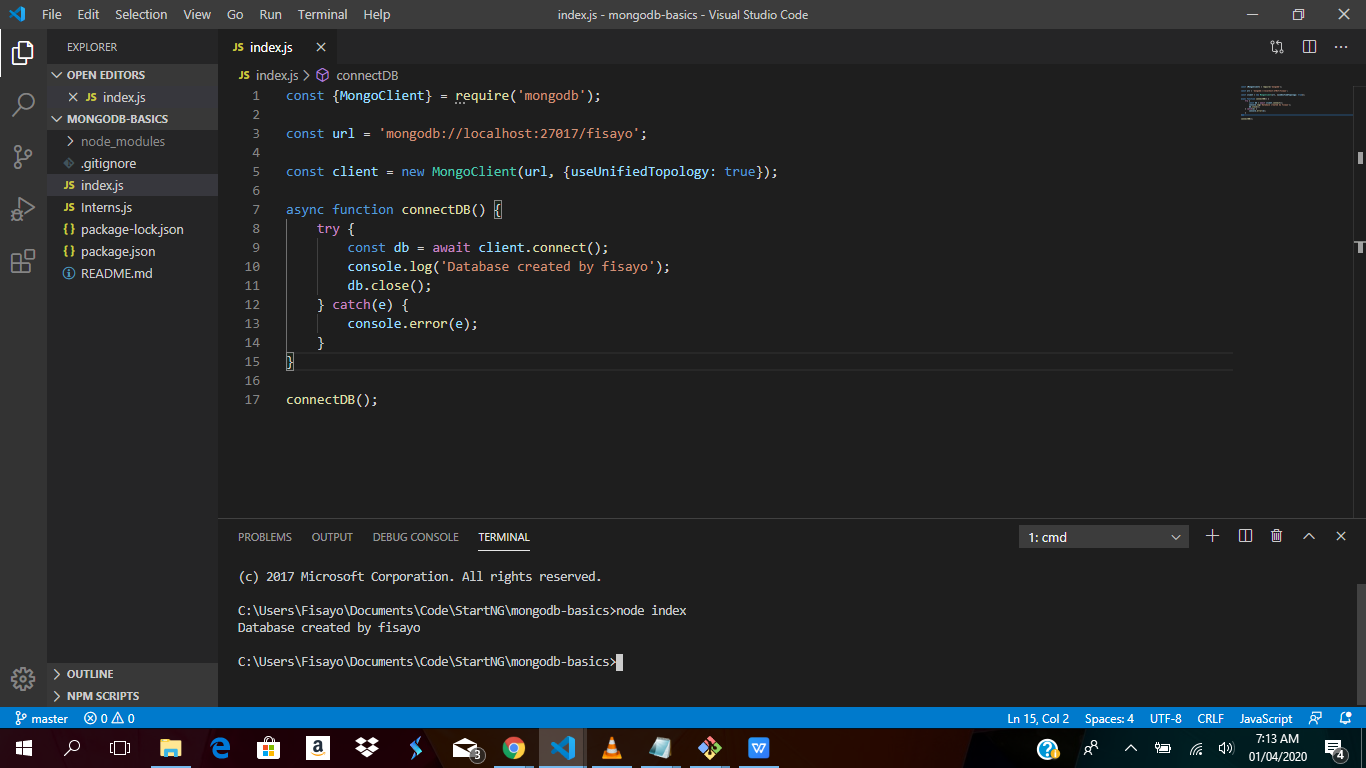 File Edit Selection View Go Run Terminal Help
index.js - mongodb-basics - Visual Studio Code
EXPLORER
OPEN EDITORS
JS index.js
MONGODB-BASICS
node_modules
.gitignore
JS index.js
JS Interns.js
{} package-lock.json
{} package.json
README.md
OUTLINE
NPM SCRIPTS
JS index.js
JS index.js > connectDB
1 const {MongoClient} = require('mongodb');
2
3 const url = 'mongodb://localhost:27017/fisayo';
4
5 const client = new MongoClient(url, {useUnifiedTopology: true});
6
7 async function connectDB() {
8 try {
9 const db = await client.connect();
10 console.log('Database created by fisayo');
11 db.close();
12 } catch(e) {
13 console.error(e);
14 }
15 }
16
17 connectDB();
PROBLEMS OUTPUT DEBUG CONSOLE TERMINAL
1: cmd
(c) 2017 Microsoft Corporation. All rights reserved.
C:\Users\Fisayo\Documents\Code\StartNG\mongodb-basics>node index
Database created by fisayo
C:\Users\Fisayo\Documents\Code\StartNG\mongodb-basics>
master 0 0
Ln 15, Col 2 Spaces: 4 UTF-8 CRLF JavaScript
3
7:13 AM
01/04/2020
4